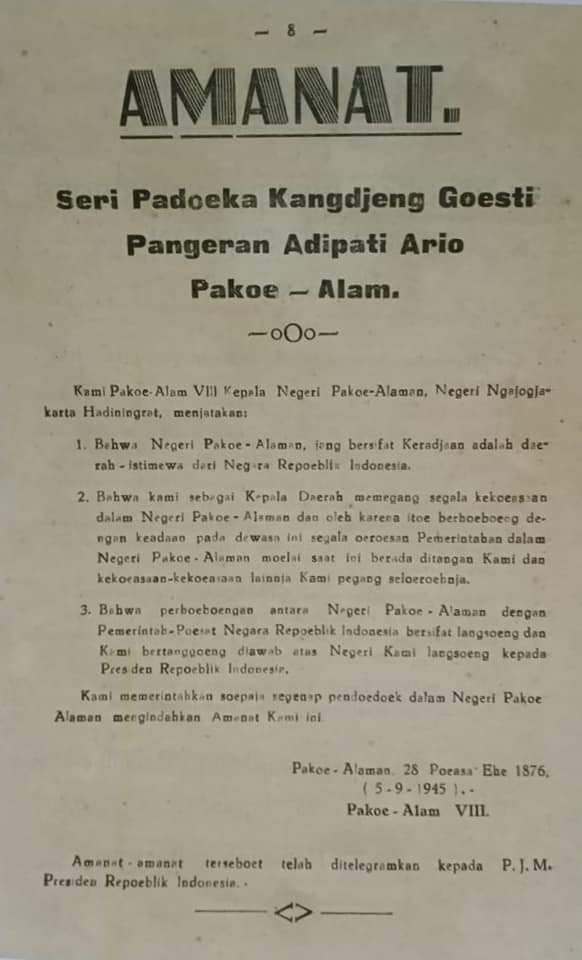 — 8 —
AMANAT.
Seri Padoeka Kangdjeng Goesti
Pangeran Adipati Ario
Pakoe — Alam.
—oOo—
Kami Pakoe-Alam VIII Kepala Negeri Pakoe-Alaman, Negeri Ngajogja-
karta Hadiningrat, menjatakan:
1. Bahwa Negeri Pakoe - Alaman, jang bersifat Keradjaan adalah dae-
rah - istimewa dari Negara Repoeblik Indonesia.
2. Bahwa kami sebagai Kepala Daerah memegang segala kekoeasaan
dalam Negeri Pakoe - Alaman dan oleh karena itoe berhoeboeng de-
ngan keadaan pada dewasa ini segala oeroesan Pemerintahan dalam
Negeri Pakoe - Alaman moelai saat ini berada ditangan Kami dan
kekoeasaan-kekoeasaan lainnja Kami pegang seloeroehnja.
3. Bahwa perhoeboengan antara Negeri Pakoe - Alaman dengan
Pemerintah-Poesat Negara Repoeblik Indonesia bersifat langsoeng dan
Kami bertanggoeng djawab atas Negeri Kami langsoeng kepada
Presiden Repoeblik Indonesia.
Kami memerintahkan soepaja segenap pendoedoek dalam Negeri Pakoe
Alaman mengindahkan Amanat Kami ini
Pakoe - Alaman, 28 Poeasa Ehe 1876,
( 5 - 9 - 1945 ). -
Pakoe - Alam VIII.
Amanat - amanat terseboet telah ditelegramkan kepada P. J. M.
Presiden Repoeblik Indonesia. -